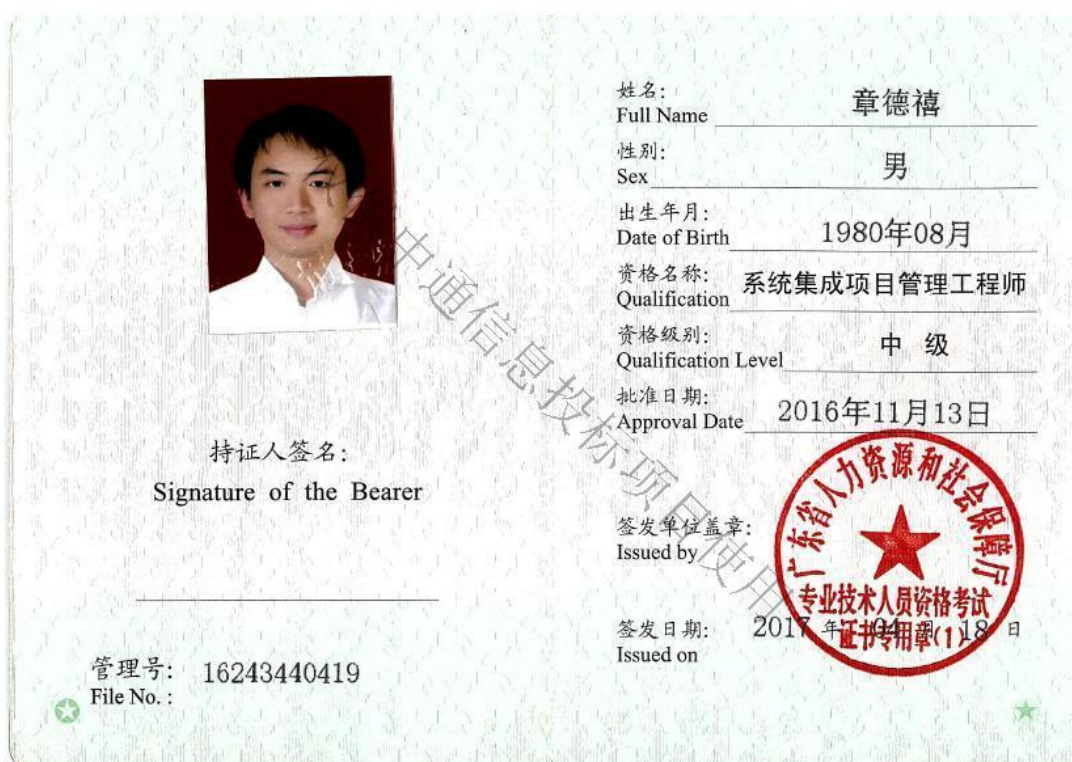 持证人签名:
Signature of the Bearer
管理号: 16243440419
File No. :
姓名: 章德禧
Full Name
性别: 男
Sex
出生年月: 1980年08月
Date of Birth
资格名称: 系统集成项目管理工程师
Qualification
资格级别: 中 级
Qualification Level
批准日期: 2016年11月13日
Approval Date
签发单位盖章:
Issued by
广东省人力资源和社会保障厅
专业技术人员资格考试
证书专用章(1)
签发日期: 2017 年 04 月 18 日
Issued on
中通信息投标项目使用